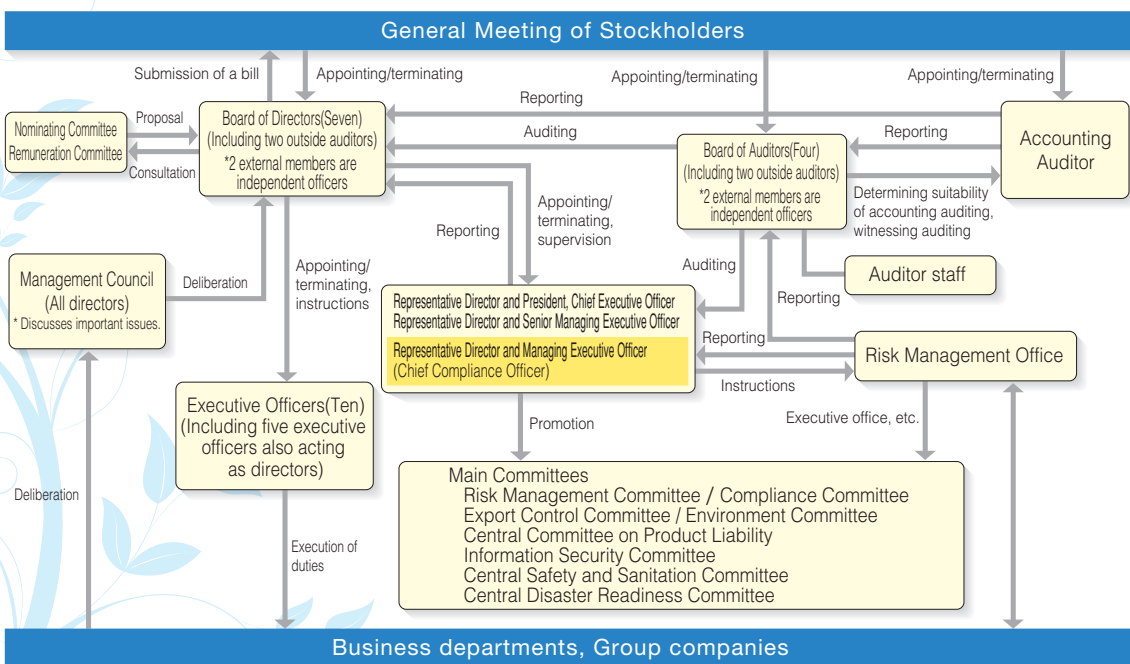 General Meeting of Stockholders
Submission of a bill
Appointing/terminating
Appointing/terminating
Appointing/terminating
Reporting
Nominating Committee
Remuneration Committee
Proposal
Consultation
Board of Directors(Seven)
(Including two outside auditors)
*2 external members are
independent officers
Auditing
Board of Auditors(Four)
(Including two outside auditors)
*2 external members are
independent officers
Reporting
Accounting
Auditor
Determining suitability
of accounting auditing,
witnessing auditing
Appointing/
terminating,
supervision
Reporting
Management Council
(All directors)
* Discusses important issues.
Deliberation
Appointing/
terminating,
instructions
Auditing
Auditor staff
Reporting
Representative Director and President, Chief Executive Officer
Representative Director and Senior Managing Executive Officer
Representative Director and Managing Executive Officer
(Chief Compliance Officer)
Reporting
Instructions
Risk Management Office
Executive Officers(Ten)
(Including five executive
officers also acting
as directors)
Promotion
Executive office, etc.
Main Committees
Risk Management Committee / Compliance Committee
Export Control Committee / Environment Committee
Central Committee on Product Liability
Information Security Committee
Central Safety and Sanitation Committee
Central Disaster Readiness Committee
Deliberation
Execution of
duties
Business departments, Group companies